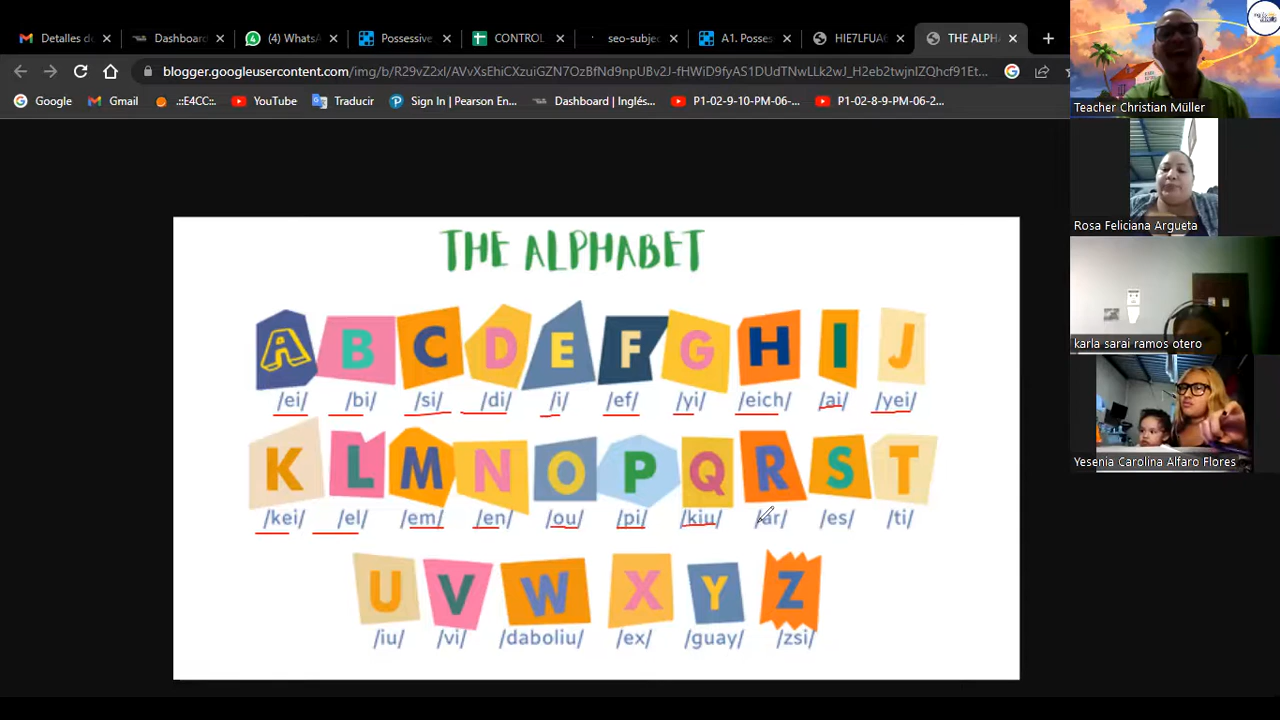 Detalles d
Dashboard
(4) Whats
Possessive
CONTROL
seo-subje
A1. Posses
HIE7LFUA
THE ALPHA
blogger.googleusercontent.com/img/b/R29vZ2xl/AVvXsEhiCXzuiGZN7OzBfNd9npUBv2J-fHWiD9fyAS1DUdTNwLLk2wJ_H2eb2twjnIZQhcf91Et...
Google
Gmail
.::E4CC::.
YouTube
Traducir
Sign In | Pearson En...
Dashboard | Inglés...
P1-02-9-10-PM-06-...
P1-02-8-9-PM-06-2...
THE ALPHABET
A B C D E F G H I J
/ei/ /bi/ /si/ /di/ /i/ /ef/ /yi/ /eich/ /ai/ /yei/
K L M N O P Q R S T
/kei/ /el/ /em/ /en/ /ou/ /pi/ /kiu/ /ar/ /es/ /ti/
U V W X Y Z
/iu/ /vi/ /daboliu/ /ex/ /guay/ /zsi/
Teacher Christian Müller
Rosa Feliciana Argueta
karla sarai ramos otero
Yesenia Carolina Alfaro Flores